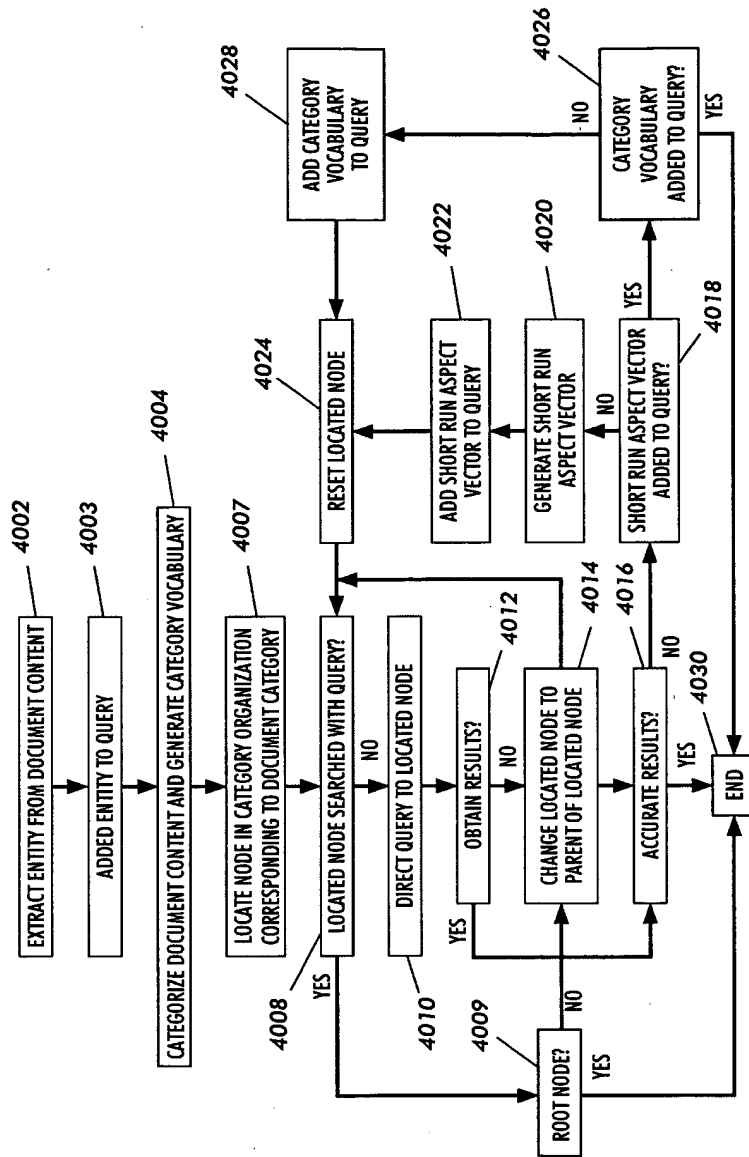 4002
EXTRACT ENTITY FROM DOCUMENT CONTENT
4003
ADDED ENTITY TO QUERY
4004
CATEGORIZE DOCUMENT CONTENT AND GENERATE CATEGORY VOCABULARY
4007
LOCATE NODE IN CATEGORY ORGANIZATION
CORRESPONDING TO DOCUMENT CATEGORY
4008
LOCATED NODE SEARCHED WITH QUERY?
YES
NO
4009
ROOT NODE?
NO
YES
4010
DIRECT QUERY TO LOCATED NODE
4012
OBTAIN RESULTS?
YES
NO
4014
CHANGE LOCATED NODE TO
PARENT OF LOCATED NODE
4016
ACCURATE RESULTS?
NO
YES
4018
SHORT RUN ASPECT VECTOR
ADDED TO QUERY?
NO
YES
4020
GENERATE SHORT RUN
ASPECT VECTOR
4022
ADD SHORT RUN ASPECT
VECTOR TO QUERY
4024
RESET LOCATED NODE
4026
CATEGORY
VOCABULARY
ADDED TO QUERY?
NO
YES
4028
ADD CATEGORY
VOCABULARY
TO QUERY
4030
END